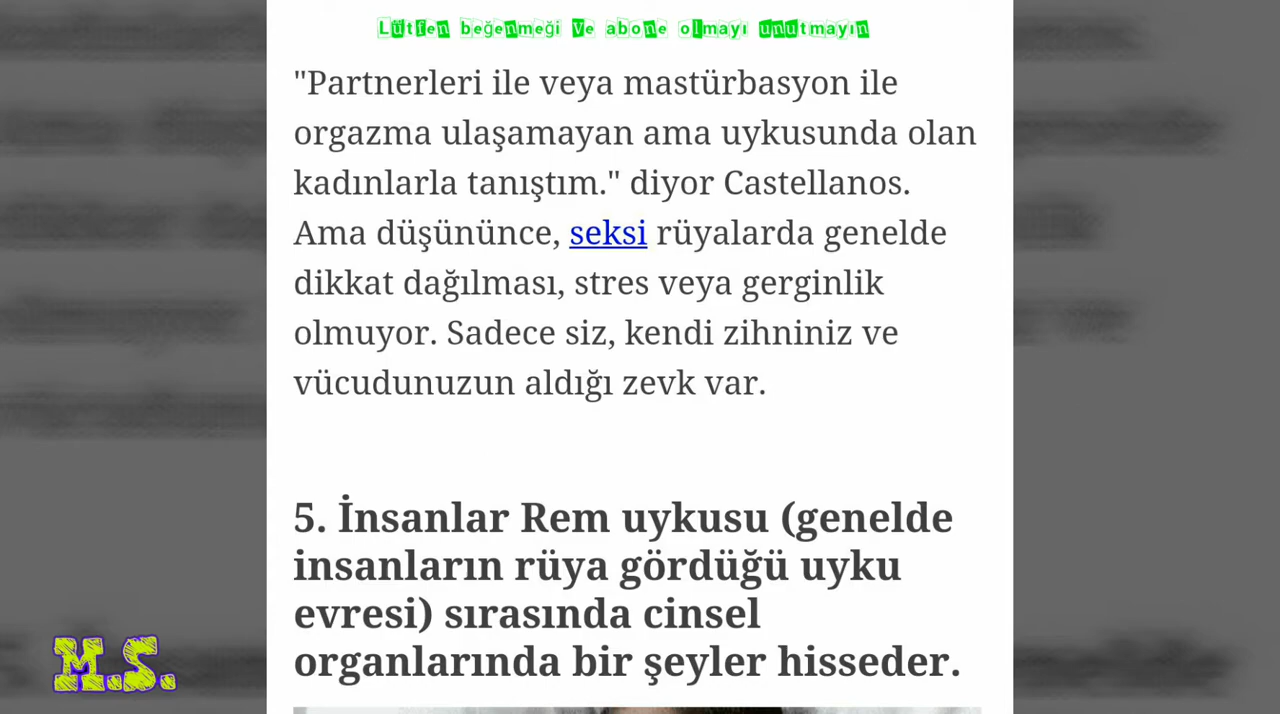 Lütfen beğenmeği Ve abone olmayı unutmayın
"Partnerleri ile veya mastürbasyon ile
orgazma ulaşamayan ama uykusunda olan
kadınlarla tanıştım." diyor Castellanos.
Ama düşününce, seksi rüyalarda genelde
dikkat dağılması, stres veya gerginlik
olmuyor. Sadece siz, kendi zihniniz ve
vücudunuzun aldığı zevk var.
5. İnsanlar Rem uykusu (genelde
insanların rüya gördüğü uyku
evresi) sırasında cinsel
organlarında bir şeyler hisseder.
M.S.